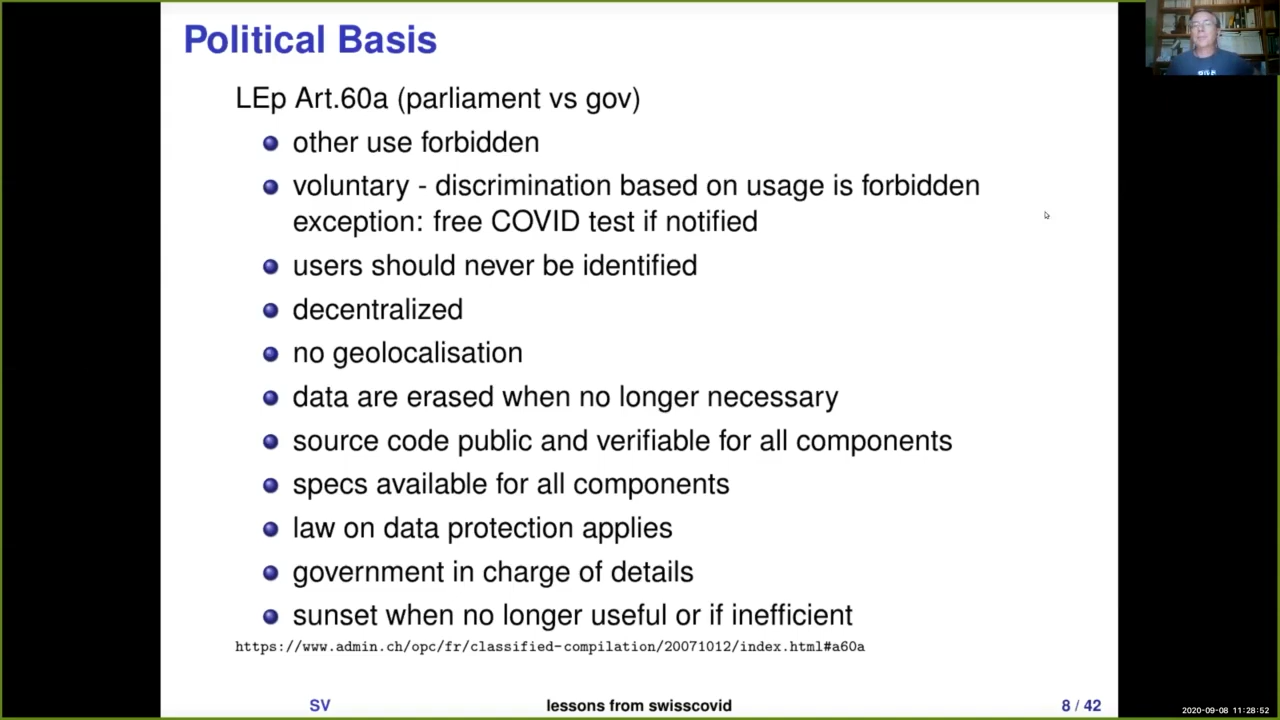 Political Basis
LEp Art.60a (parliament vs gov)
other use forbidden
voluntary - discrimination based on usage is forbidden
exception: free COVID test if notified
users should never be identified
decentralized
no geolocalisation
data are erased when no longer necessary
source code public and verifiable for all components
specs available for all components
law on data protection applies
government in charge of details
sunset when no longer useful or if inefficient
https://www.admin.ch/opc/fr/classified-compilation/20071012/index.html#a60a
SV lessons from swisscovid 8 / 42
2020-09-08 11:28:52